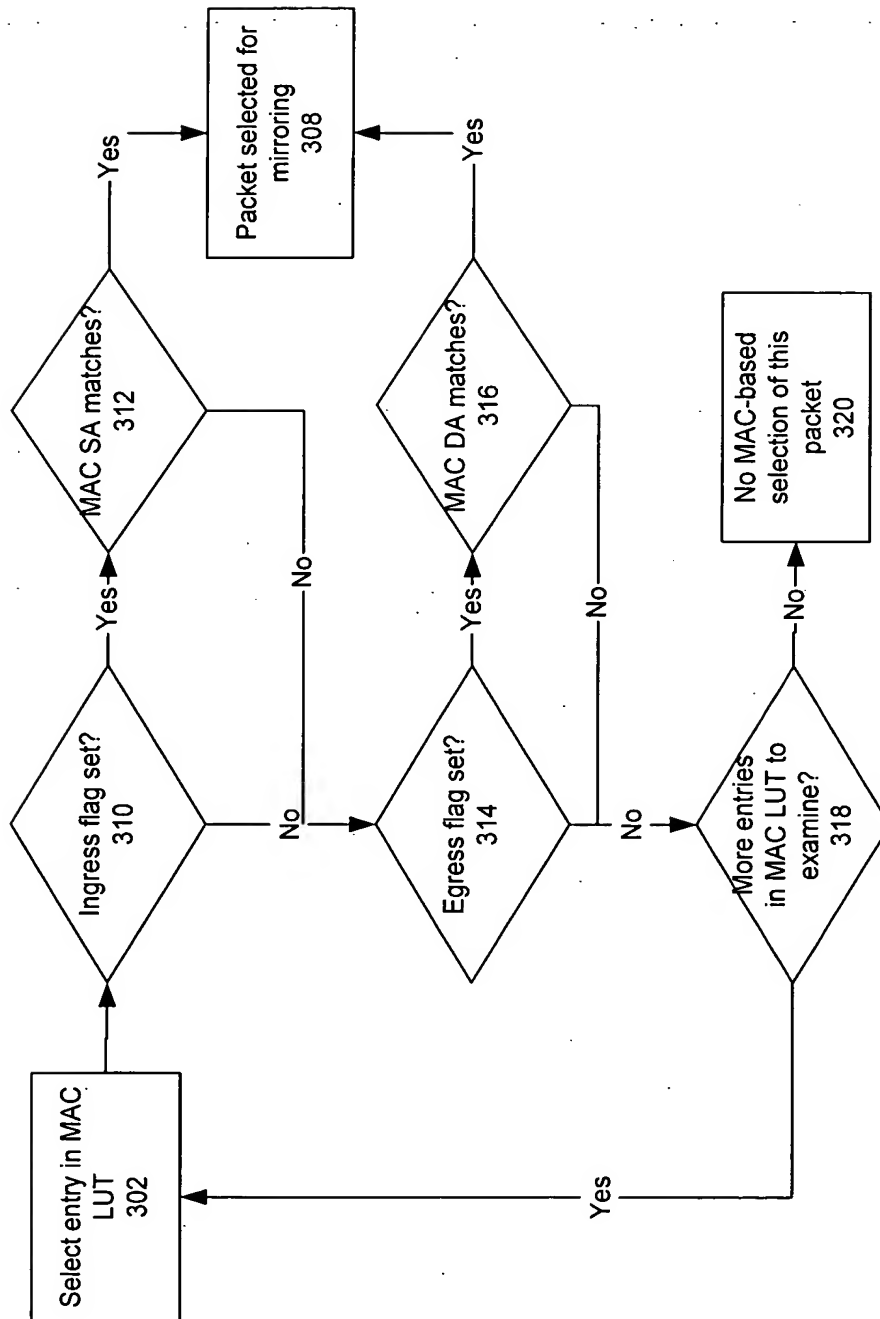 Select entry in MAC
LUT
302
Ingress flag set?
310
Yes
MAC SA matches?
312
Yes
Packet selected for
mirroring
308
No
No
Egress flag set?
314
Yes
MAC DA matches?
316
Yes
No
No
More entries
in MAC LUT to
examine?
318
No
No MAC-based
selection of this
packet
320
Yes